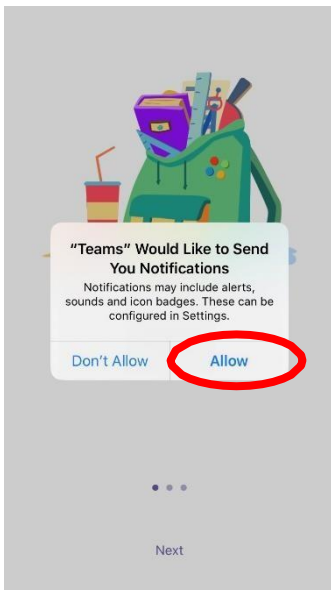 “Teams” Would Like to Send
You Notifications
Notifications may include alerts,
sounds and icon badges. These can be
configured in Settings.
Don’t Allow
Allow
Next